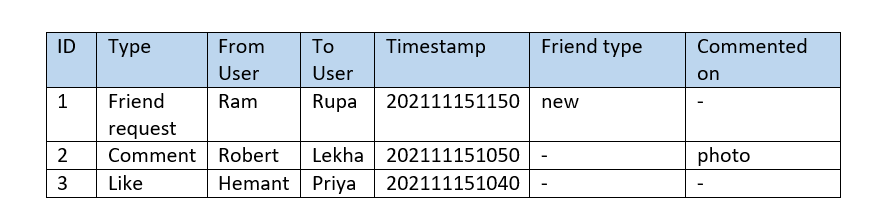 ID Type From User To User Timestamp Friend type Commented on
1 Friend request Ram Rupa 202111151150 new -
2 Comment Robert Lekha 202111151050 - photo
3 Like Hemant Priya 202111151040 - -